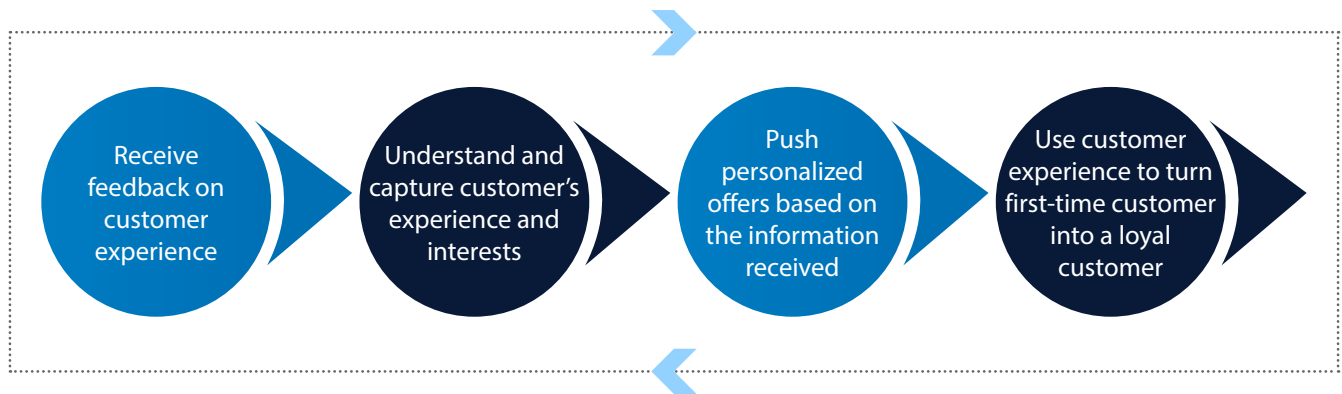 Receive
feedback on
customer
experience
Understand and
capture customer’s
experience and
interests
Push
personalized
offers based on
the information
received
Use customer
experience to turn
first-time customer
into a loyal
customer